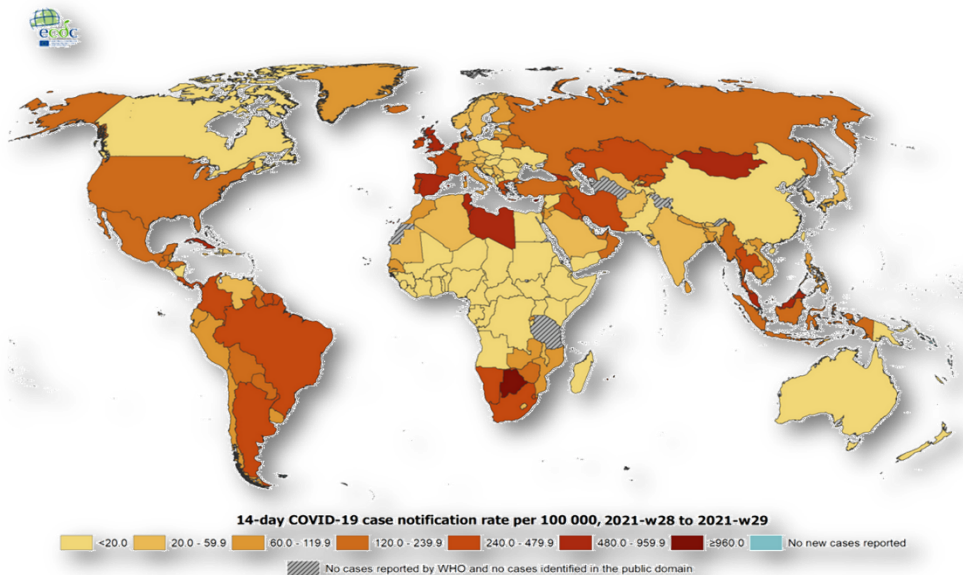 ecdc
14-day COVID-19 case notification rate per 100 000, 2021-w28 to 2021-w29
<20.0 20.0 - 59.9 60.0 - 119.9 120.0 - 239.9 240.0 - 479.9 480.0 - 959.9 ≥960.0 No new cases reported
No cases reported by WHO and no cases identified in the public domain